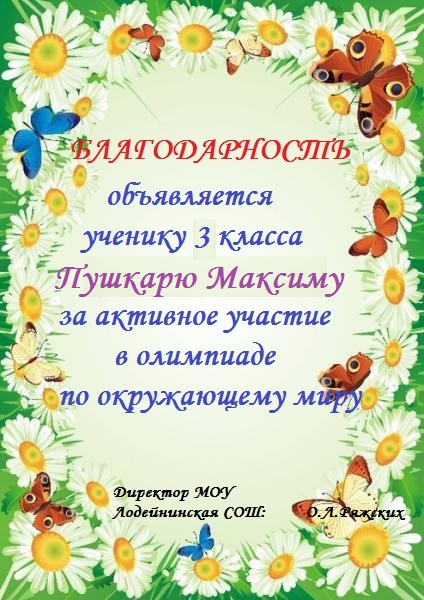 БЛАГОДАРНОСТЬ
объявляется
ученику 3 класса
Пушкарю Максиму
за активное участие
в олимпиаде
по окружающему миру
Директор МОУ
Лодейнинская СОШ: О.Л.Ряжских